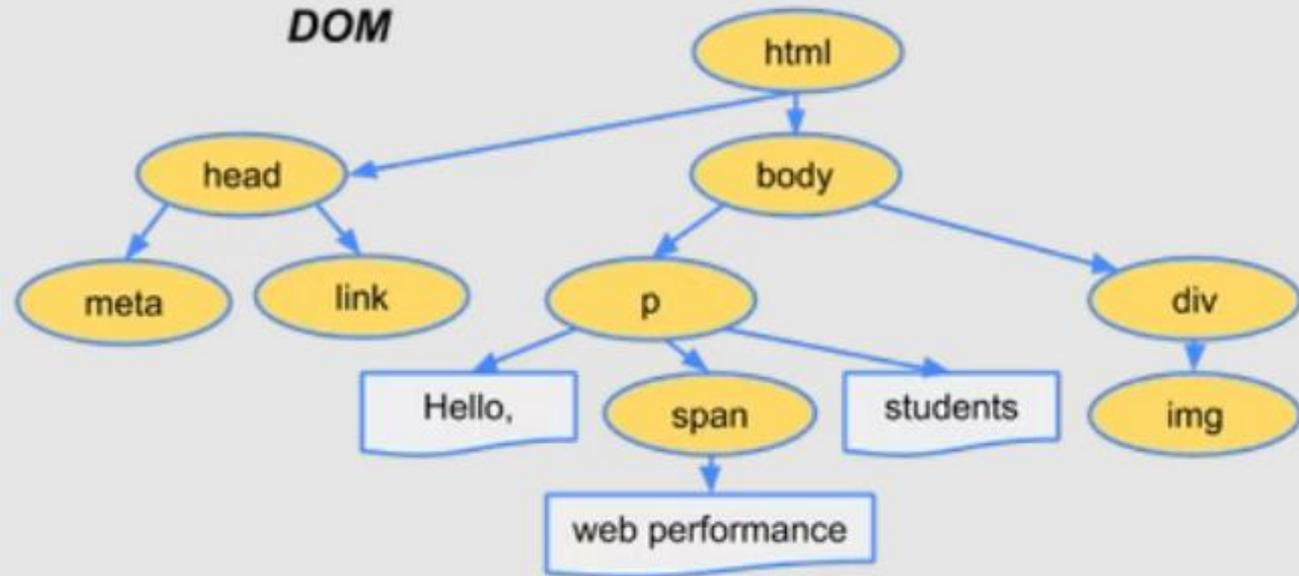 DOM
html
head
body
meta
link
p
div
Hello,
span
students
img
web performance